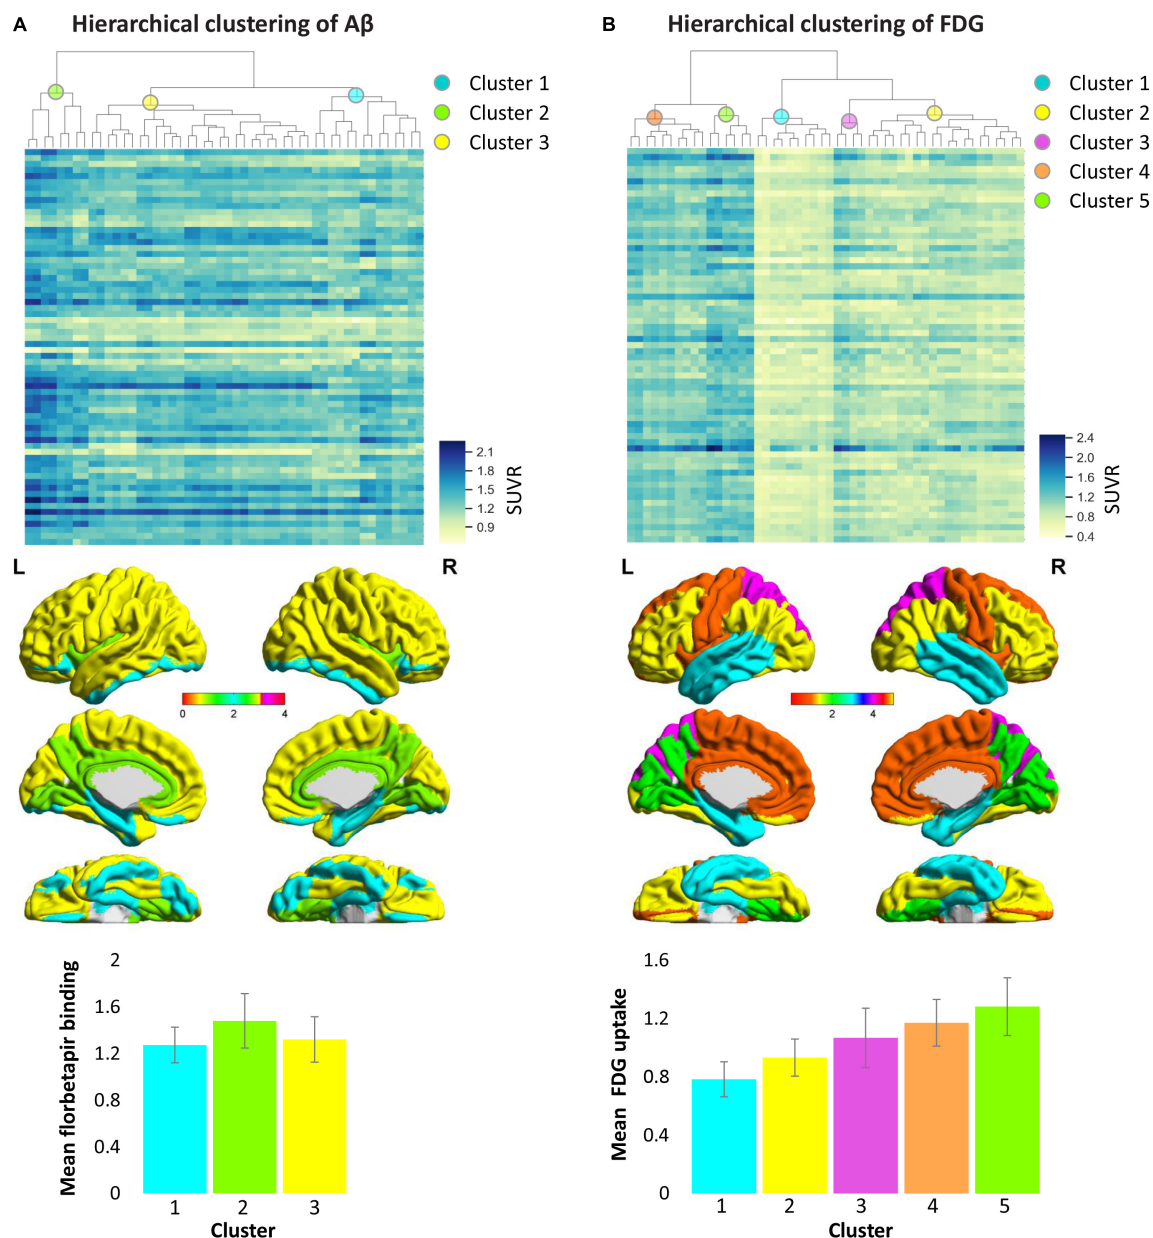 A
Hierarchical clustering of Aβ
Cluster 1
Cluster 2
Cluster 3
2.1
1.8
1.5
1.2
0.9
SUVR
L
R
0
2
4
2
1.6
1.2
0.8
0.4
0
Mean florbetapir binding
1
2
3
Cluster
B
Hierarchical clustering of FDG
Cluster 1
Cluster 2
Cluster 3
Cluster 4
Cluster 5
2.4
2.0
1.6
1.2
0.8
0.4
SUVR
L
R
2
4
1.6
1.2
0.8
0.4
0
Mean FDG uptake
1
2
3
4
5
Cluster